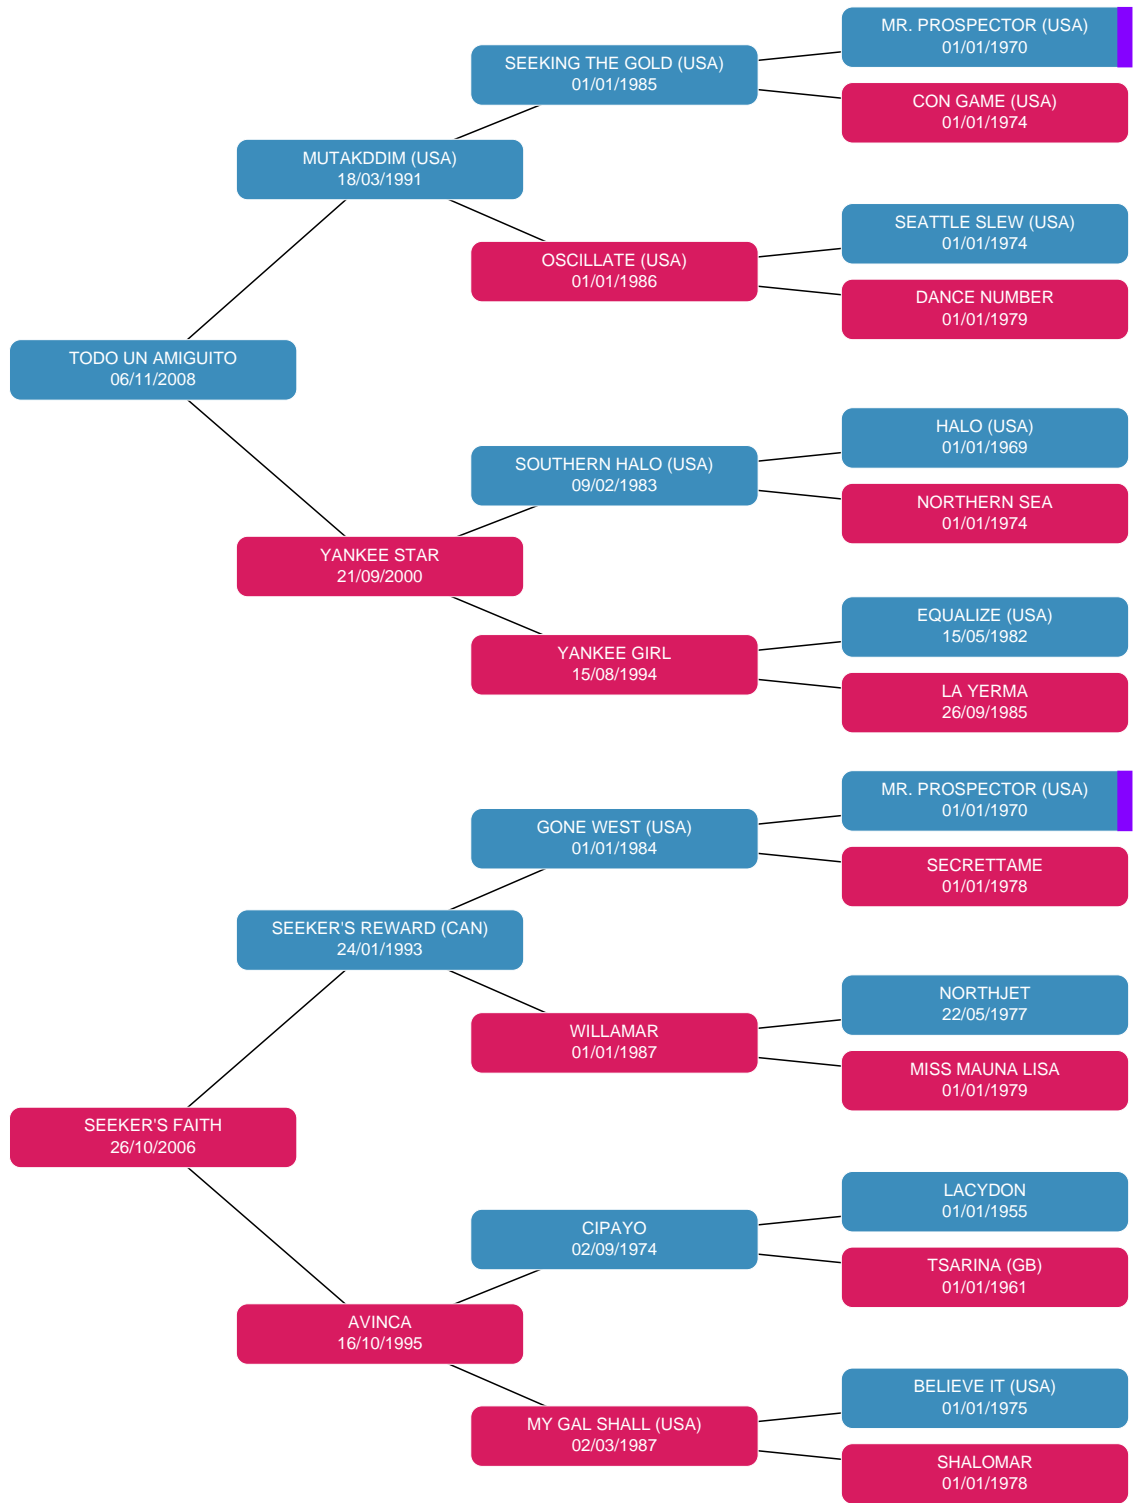 MR. PROSPECTOR (USA)
01/01/1970
SEEKING THE GOLD (USA)
01/01/1985
CON GAME (USA)
01/01/1974
MUTAKDDIM (USA)
18/03/1991
SEATTLE SLEW (USA)
01/01/1974
OSCILLATE (USA)
01/01/1986
DANCE NUMBER
01/01/1979
TODO UN AMIGUITO
06/11/2008
HALO (USA)
01/01/1969
SOUTHERN HALO (USA)
09/02/1983
NORTHERN SEA
01/01/1974
YANKEE STAR
21/09/2000
EQUALIZE (USA)
15/05/1982
YANKEE GIRL
15/08/1994
LA YERMA
26/09/1985
MR. PROSPECTOR (USA)
01/01/1970
GONE WEST (USA)
01/01/1984
SECRETTAME
01/01/1978
SEEKER'S REWARD (CAN)
24/01/1993
NORTHJET
22/05/1977
WILLAMAR
01/01/1987
MISS MAUNA LISA
01/01/1979
SEEKER'S FAITH
26/10/2006
LACYDON
01/01/1955
CIPAYO
02/09/1974
TSARINA (GB)
01/01/1961
AVINCA
16/10/1995
BELIEVE IT (USA)
01/01/1975
MY GAL SHALL (USA)
02/03/1987
SHALOMAR
01/01/1978